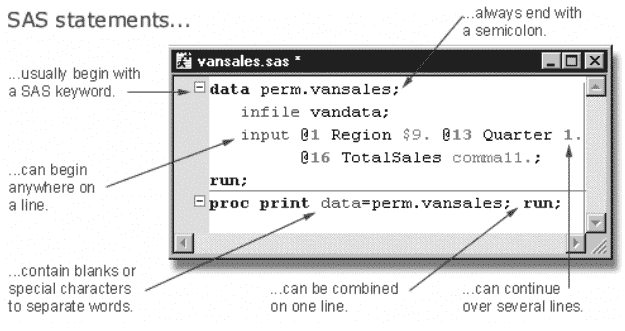 SAS statements...
...always end with
a semicolon.
vansales.sas *
...usually begin with
a SAS keyword.
data perm.vansales;
infile vandata;
input @1 Region $9. @13 Quarter 1.
@16 TotalSales comma11.;
run;
proc print data=perm.vansales; run;
...can begin
anywhere on
a line.
...contain blanks or
special characters
to separate words.
...can be combined
on one line.
...can continue
over several lines.